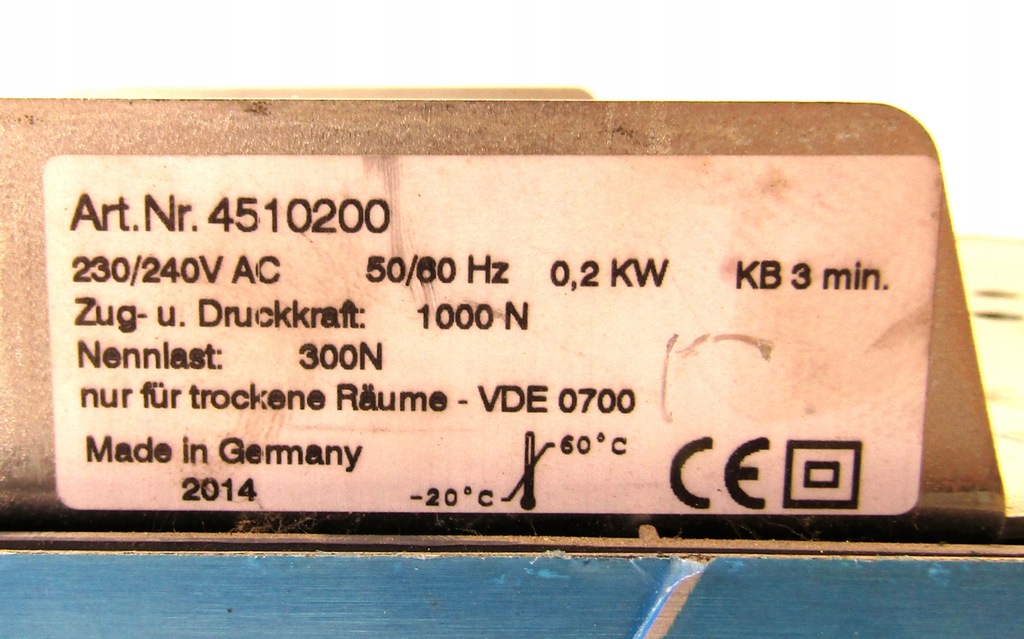 Art.Nr. 4510200
230/240V AC 50/60 Hz 0,2 KW KB 3 min.
Zug- u. Druckkraft: 1000 N
Nennlast: 300N
nur für trockene Räume - VDE 0700
Made in Germany
2014
60°C
-20°C
CE